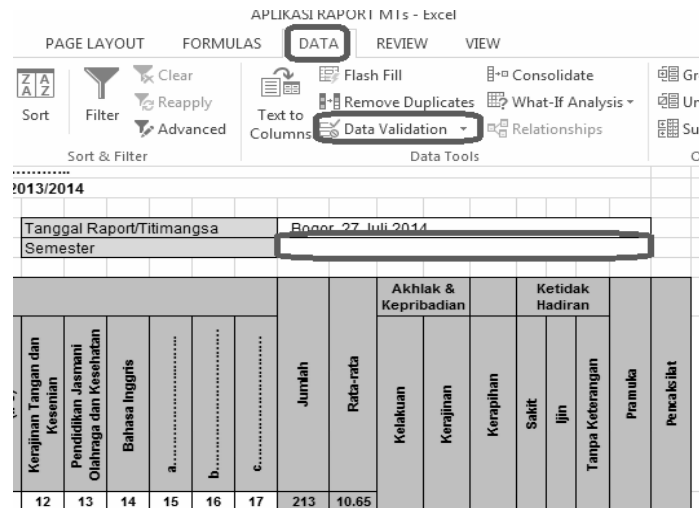 APLIKASI RAPORT MTs - Excel
PAGE LAYOUT FORMULAS DATA REVIEW VIEW
Sort
Filter
Clear
Reapply
Advanced
Text to
Columns
Flash Fill
Remove Duplicates
Data Validation
Consolidate
What-If Analysis
Relationships
Gr
Un
Su
Sort & Filter
Data Tools
2013/2014
Tanggal Raport/Titimangsa Bogor, 27 Juli 2014
Semester
Akhlak &
Kepribadian
Ketidak
Hadiran
Kerajinan Tangan dan
Kesenian
Pendidikan Jasmani
Olahraga dan Kesehatan
Bahasa Inggris
a....................
b....................
c....................
Jumlah
Rata-rata
Kelakuan
Kerajinan
Kerapihan
Sakit
Ijin
Tanpa Keterangan
Pramuka
Pencaksilat
12 13 14 15 16 17 213 10.65